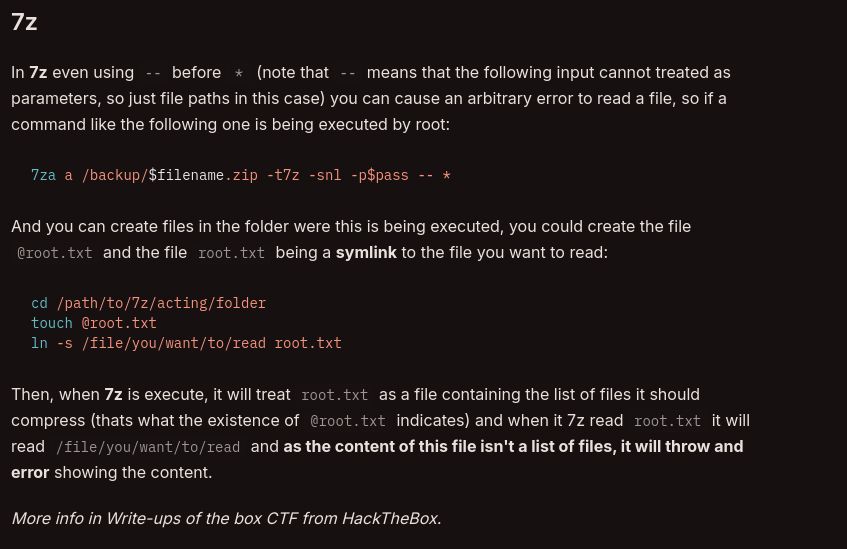 7z
In 7z even using -- before * (note that -- means that the following input cannot treated as
parameters, so just file paths in this case) you can cause an arbitrary error to read a file, so if a
command like the following one is being executed by root:
7za a /backup/$filename.zip -t7z -snl -p$pass -- *
And you can create files in the folder were this is being executed, you could create the file
@root.txt and the file root.txt being a symlink to the file you want to read:
cd /path/to/7z/acting/folder
touch @root.txt
ln -s /file/you/want/to/read root.txt
Then, when 7z is execute, it will treat root.txt as a file containing the list of files it should
compress (thats what the existence of @root.txt indicates) and when it 7z read root.txt it will
read /file/you/want/to/read and as the content of this file isn't a list of files, it will throw and
error showing the content.
More info in Write-ups of the box CTF from HackTheBox.